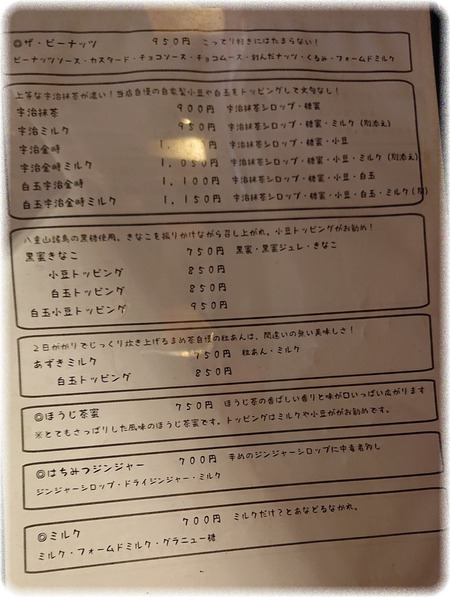 ◎ザ・ピーナッツ 950円 こってり好きにはたまらない！
ピーナッツソース・カスタード・チョコソース・チョコムース・刻んだナッツ・くるみ・フォームドミルク
上等な宇治抹茶が濃い！当店自慢の自家製小豆や白玉をトッピングして文句なし！
宇治抹茶 900円 宇治抹茶シロップ・糖蜜
宇治ミルク 950円 宇治抹茶シロップ・糖蜜・ミルク（別添え）
宇治金時 円 宇治抹茶シロップ・糖蜜・小豆
宇治金時ミルク 1,050円 宇治抹茶シロップ・糖蜜・小豆・ミルク（別添え）
白玉宇治金時 1,100円 宇治抹茶シロップ・糖蜜・小豆・白玉
白玉宇治金時ミルク 1,150円 宇治抹茶シロップ・糖蜜・小豆・白玉・ミルク（別）
八重山諸島の黒糖使用。きなこを振りかけながら召し上がれ。小豆トッピングがお勧め！
黒蜜きなこ 750円 黒蜜・黒蜜ジュレ・きなこ
小豆トッピング 850円
白玉トッピング 850円
白玉小豆トッピング 950円
2日がかりでじっくり炊き上げるまめ茶自慢の粒あんは、間違いの無い美味しさ！
あずきミルク 750円 粒あん・ミルク
白玉トッピング 850円
◎ほうじ茶蜜 750円 ほうじ茶の香ばしい香りと味が口いっぱい広がります
※とてもさっぱりした風味のほうじ茶蜜です。トッピングはミルクや小豆ががお勧めです。
◎はちみつジンジャー 700円 辛めのジンジャーシロップに中毒者多し
ジンジャーシロップ・ドライジンジャー・ミルク
◎ミルク 700円 ミルクだけ？とあなどるなかれ。
ミルク・フォームドミルク・グラニュー糖